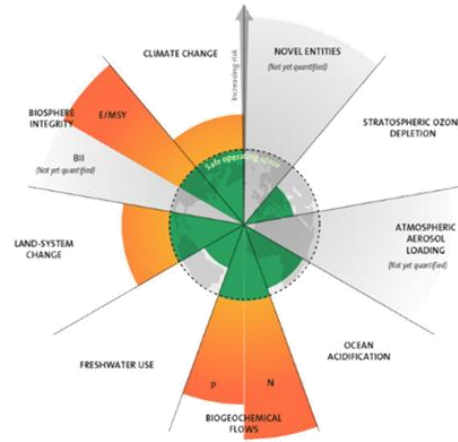 CLIMATE CHANGE
Increasing risk
NOVEL ENTITIES
(Not yet quantified)
STRATOSPHERIC OZON
DEPLETION
ATMOSPHERIC
AEROSOL
LOADING
(Not yet quantified)
OCEAN
ACIDIFICATION
N
P
BIOGEOCHEMICAL
FLOWS
FRESHWATER USE
LAND-SYSTEM
CHANGE
BII
(Not yet quantified)
BIOSPHERE
INTEGRITY
E/MSY
Safe operating space